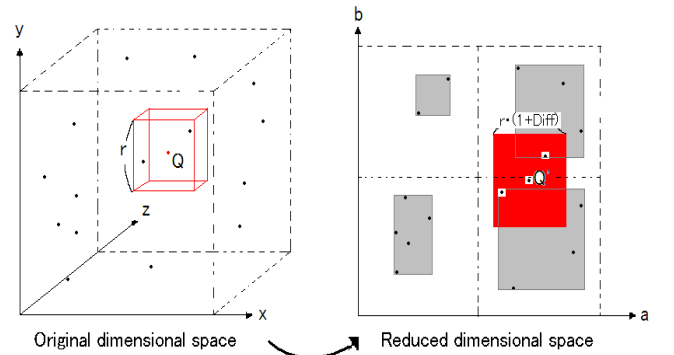 y
b
r
Q
z
x
r·(1+Diff)
Q'
a
Original dimensional space
Reduced dimensional space